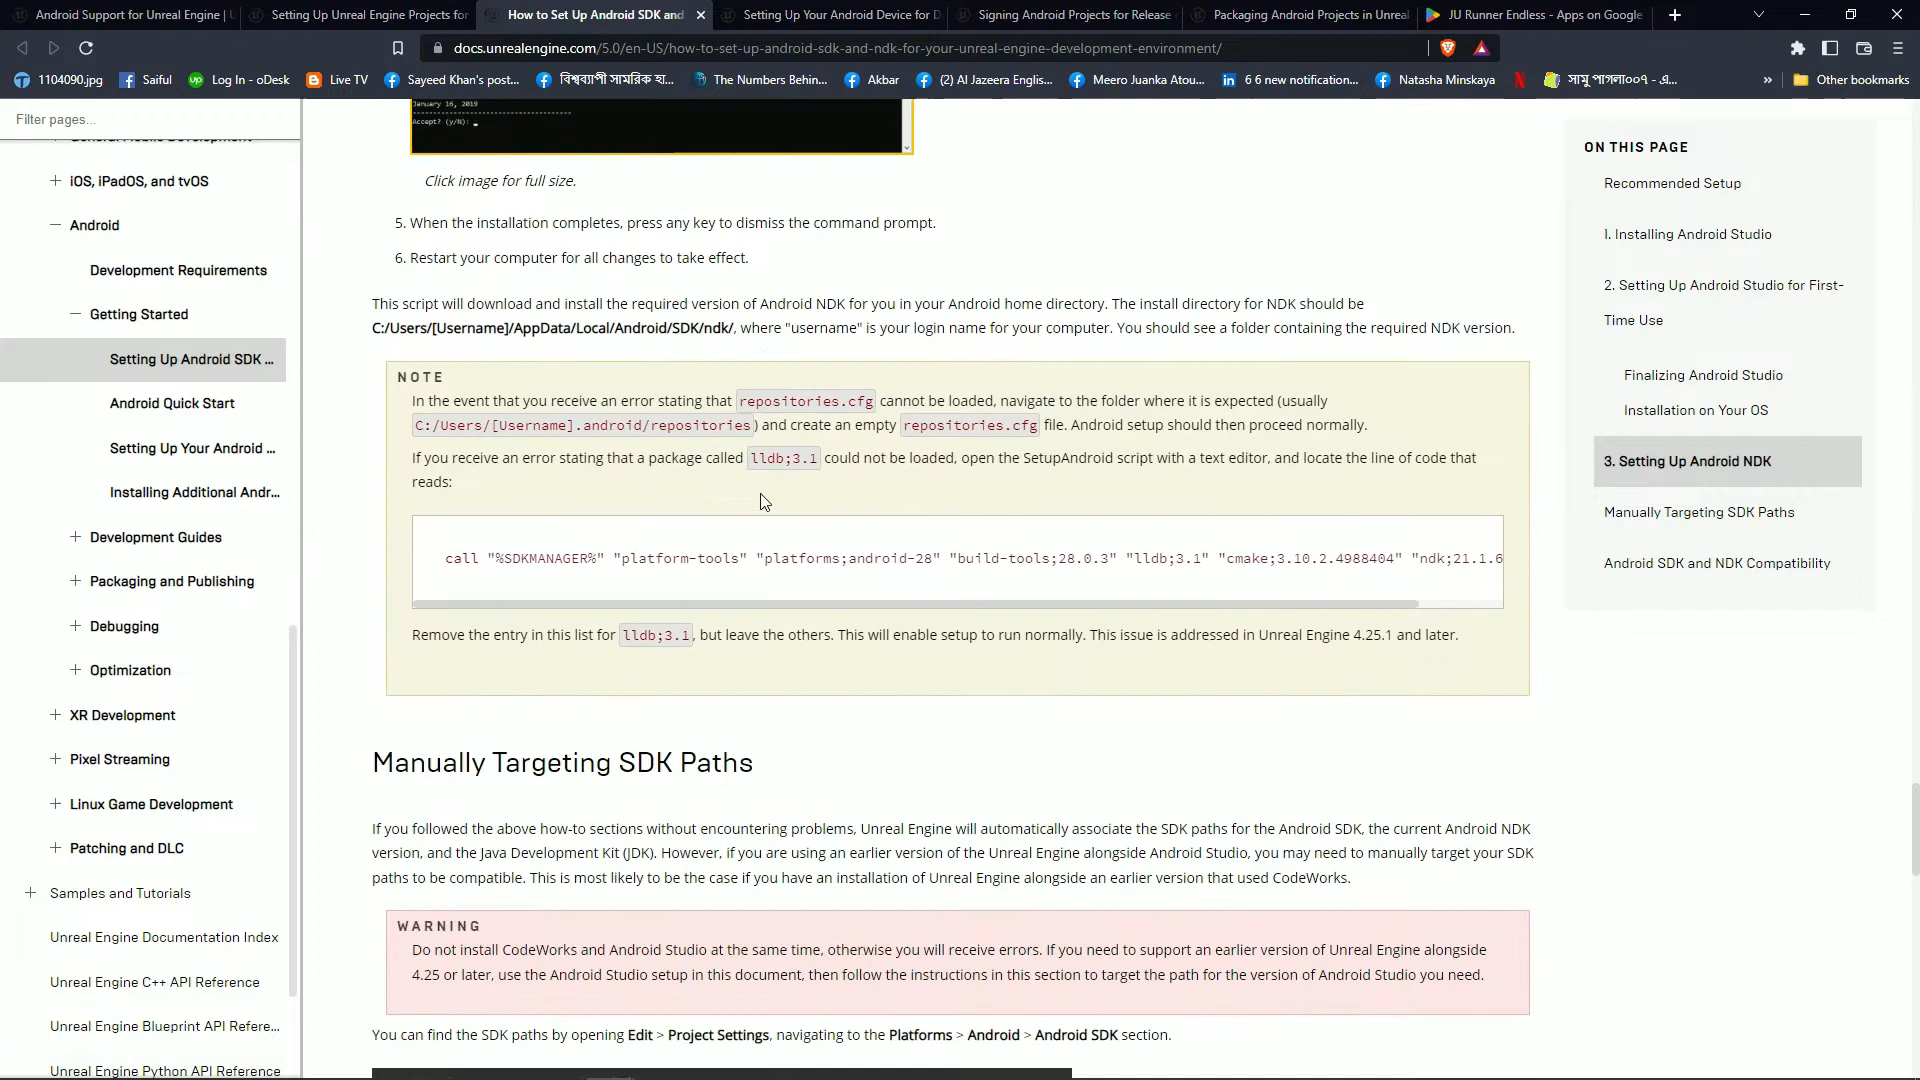 Android Support for Unreal Engine | U
Setting Up Unreal Engine Projects for
How to Set Up Android SDK and
Setting Up Your Android Device for D
Signing Android Projects for Release
Packaging Android Projects in Unreal
JU Runner Endless - Apps on Google
docs.unrealengine.com/5.0/en-US/how-to-set-up-android-sdk-and-ndk-for-your-unreal-engine-development-environment/
1104090.jpg
Saiful
Log In - oDesk
Live TV
Sayeed Khan's post...
বিশ্বব্যাপী সামরিক হা...
The Numbers Behin...
Akbar
(2) Al Jazeera Englis...
Meero Juanka Atou...
6 6 new notification...
Natasha Minskaya
সামু পাগলা০০৭ - এ...
Other bookmarks
Filter pages...
General Mobile Development
iOS, iPadOS, and tvOS
Android
Development Requirements
Getting Started
Setting Up Android SDK ...
Android Quick Start
Setting Up Your Android ...
Installing Additional Andr...
Development Guides
Packaging and Publishing
Debugging
Optimization
XR Development
Pixel Streaming
Linux Game Development
Patching and DLC
Samples and Tutorials
Unreal Engine Documentation Index
Unreal Engine C++ API Reference
Unreal Engine Blueprint API Refere...
Unreal Engine Python API Reference
January 16, 2019
Accept? (y/N):
Click image for full size.
5. When the installation completes, press any key to dismiss the command prompt.
6. Restart your computer for all changes to take effect.
This script will download and install the required version of Android NDK for you in your Android home directory. The install directory for NDK should be
C:/Users/[Username]/AppData/Local/Android/SDK/ndk/, where "username" is your login name for your computer. You should see a folder containing the required NDK version.
NOTE
In the event that you receive an error stating that repositories.cfg cannot be loaded, navigate to the folder where it is expected (usually
C:/Users/[Username].android/repositories) and create an empty repositories.cfg file. Android setup should then proceed normally.
If you receive an error stating that a package called lldb;3.1 could not be loaded, open the SetupAndroid script with a text editor, and locate the line of code that
reads:
call "%SDKMANAGER%" "platform-tools" "platforms;android-28" "build-tools;28.0.3" "lldb;3.1" "cmake;3.10.2.4988404" "ndk;21.1.6
Remove the entry in this list for lldb;3.1, but leave the others. This will enable setup to run normally. This issue is addressed in Unreal Engine 4.25.1 and later.
Manually Targeting SDK Paths
If you followed the above how-to sections without encountering problems, Unreal Engine will automatically associate the SDK paths for the Android SDK, the current Android NDK
version, and the Java Development Kit (JDK). However, if you are using an earlier version of the Unreal Engine alongside Android Studio, you may need to manually target your SDK
paths to be compatible. This is most likely to be the case if you have an installation of Unreal Engine alongside an earlier version that used CodeWorks.
WARNING
Do not install CodeWorks and Android Studio at the same time, otherwise you will receive errors. If you need to support an earlier version of Unreal Engine alongside
4.25 or later, use the Android Studio setup in this document, then follow the instructions in this section to target the path for the version of Android Studio you need.
You can find the SDK paths by opening Edit > Project Settings, navigating to the Platforms > Android > Android SDK section.
ON THIS PAGE
Recommended Setup
1. Installing Android Studio
2. Setting Up Android Studio for First-
Time Use
Finalizing Android Studio
Installation on Your OS
3. Setting Up Android NDK
Manually Targeting SDK Paths
Android SDK and NDK Compatibility